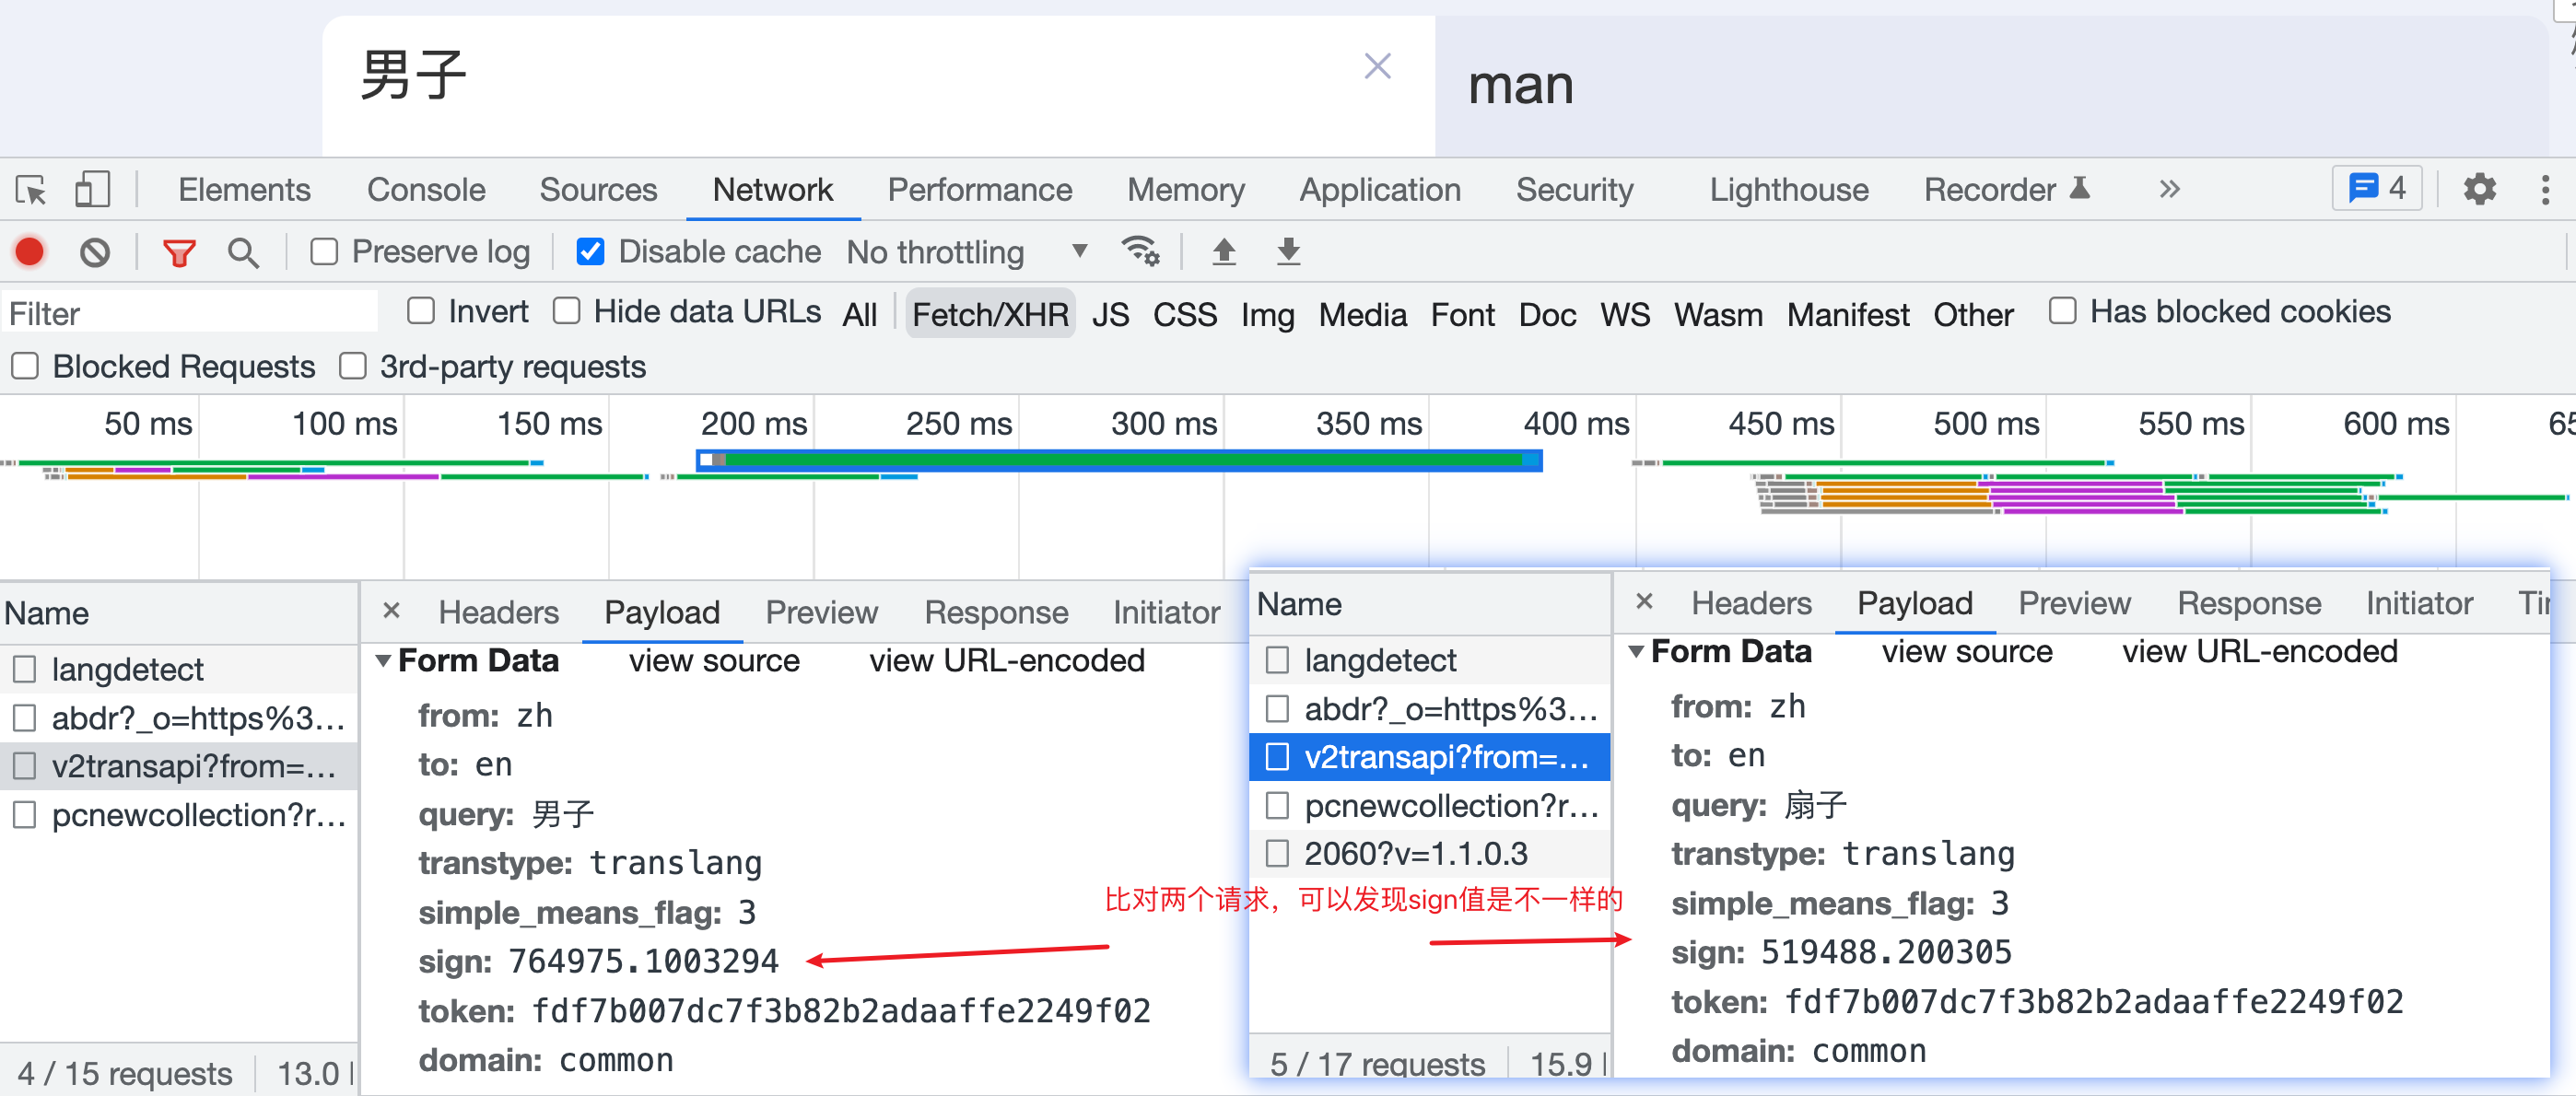 男子
man
Elements Console Sources Network Performance Memory Application Security Lighthouse Recorder 4
Preserve log Disable cache No throttling
Filter Invert Hide data URLs All Fetch/XHR JS CSS Img Media Font Doc WS Wasm Manifest Other Has blocked cookies
Blocked Requests 3rd-party requests
50 ms 100 ms 150 ms 200 ms 250 ms 300 ms 350 ms 400 ms 450 ms 500 ms 550 ms 600 ms
Name
langdetect
abdr?_o=https%3...
v2transapi?from=...
pcnewcollection?r...
4 / 15 requests 13.0
Headers Payload Preview Response Initiator
Form Data view source view URL-encoded
from: zh
to: en
query: 男子
transtype: translang
simple_means_flag: 3
sign: 764975.1003294
token: fdf7b007dc7f3b82b2adaaffe2249f02
domain: common
比对两个请求，可以发现sign值是不一样的
Name
langdetect
abdr?_o=https%3...
v2transapi?from=...
pcnewcollection?r...
2060?v=1.1.0.3
5 / 17 requests 15.9
Headers Payload Preview Response Initiator
Form Data view source view URL-encoded
from: zh
to: en
query: 扇子
transtype: translang
simple_means_flag: 3
sign: 519488.200305
token: fdf7b007dc7f3b82b2adaaffe2249f02
domain: common